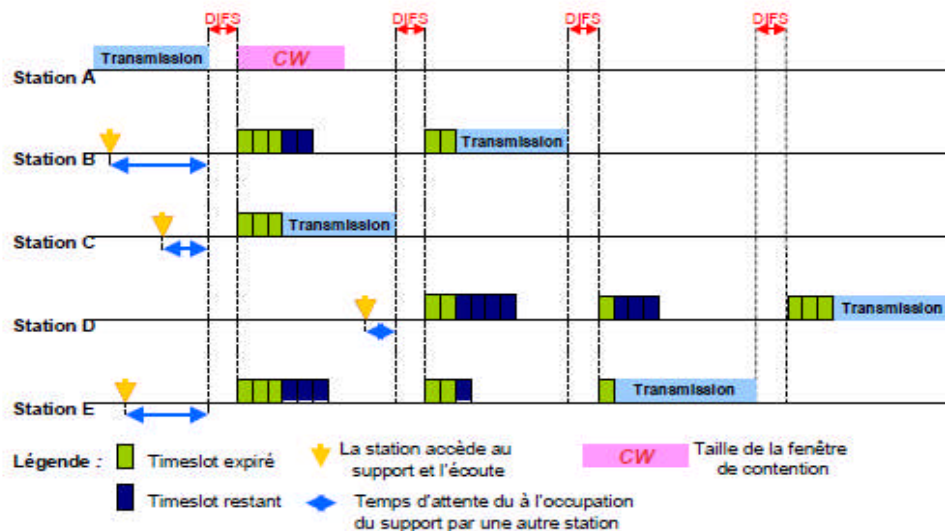 DIFS DIFS DIFS DIFS
Transmission CW
Station A
Transmission
Station B
Transmission
Station C
Transmission
Station D
Transmission
Station E
Légende : Timeslot expiré La station accède au support et l'écoute CW Taille de la fenêtre de contention
Timeslot restant Temps d'attente du à l'occupation du support par une autre station